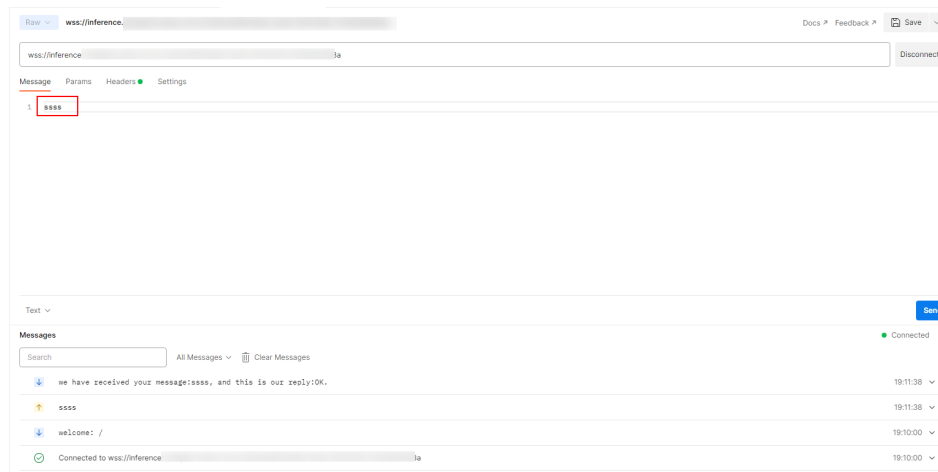 Raw wss://inference. Docs Feedback Save
wss://inference la Disconnect
Message Params Headers Settings
1 ssss
Text Sen
Messages Connected
Search All Messages Clear Messages
we have received your message:ssss, and this is our reply:OK. 19:11:38
ssss 19:11:38
welcome: / 19:10:00
Connected to wss://inference la 19:10:00